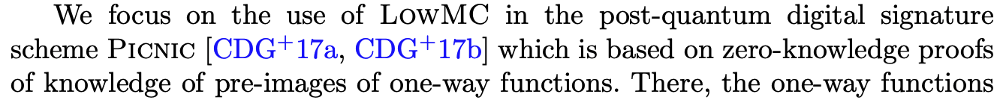 We focus on the use of LowMC in the post-quantum digital signature
scheme Picnic [CDG+17a, CDG+17b] which is based on zero-knowledge proofs
of knowledge of pre-images of one-way functions. There, the one-way functions